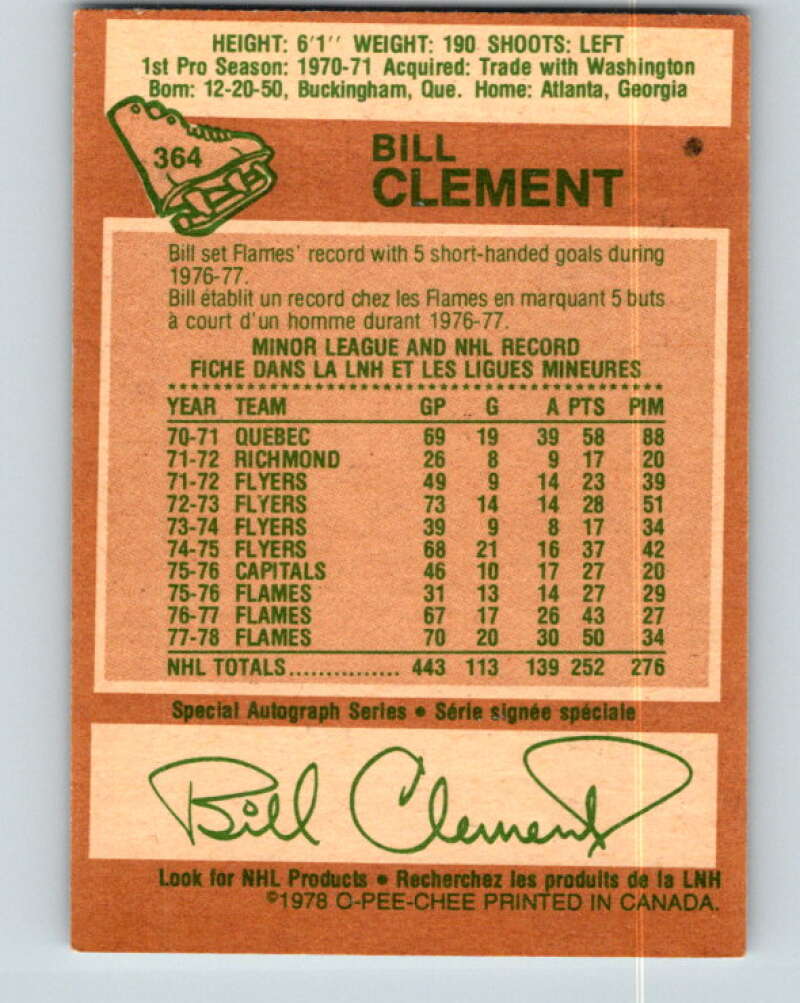 HEIGHT: 6'1" WEIGHT: 190 SHOOTS: LEFT
1st Pro Season: 1970-71 Acquired: Trade with Washington
Born: 12-20-50, Buckingham, Que. Home: Atlanta, Georgia
364
BILL
CLEMENT
Bill set Flames' record with 5 short-handed goals during
1976-77.
Bill établit un record chez les Flames en marquant 5 buts
à court d'un homme durant 1976-77.
MINOR LEAGUE AND NHL RECORD
FICHE DANS LA LNH ET LES LIGUES MINEURES
YEAR TEAM GP G A PTS PIM
70-71 QUEBEC 69 19 39 58 88
71-72 RICHMOND 26 8 9 17 20
71-72 FLYERS 49 9 14 23 39
72-73 FLYERS 73 14 14 28 51
73-74 FLYERS 39 9 8 17 34
74-75 FLYERS 68 21 16 37 42
75-76 CAPITALS 46 10 17 27 20
75-76 FLAMES 31 13 14 27 29
76-77 FLAMES 67 17 26 43 27
77-78 FLAMES 70 20 30 50 34
NHL TOTALS................ 443 113 139 252 276
Special Autograph Series • Série signée spéciale
Bill Clement
Look for NHL Products • Recherchez les produits de la LNH
©1978 O-PEE-CHEE PRINTED IN CANADA.